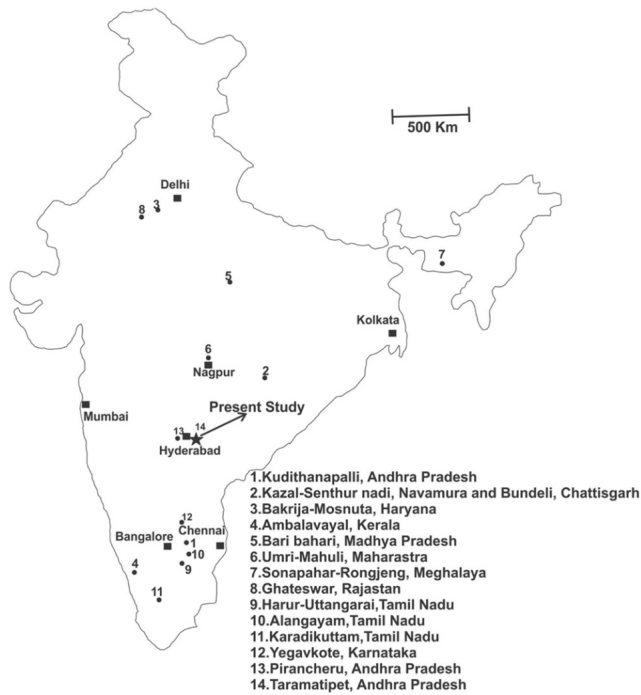 500 Km
Delhi
8
3
7
5
Kolkata
6
Nagpur
2
Mumbai
Present Study
13
14
Hyderabad
12
Bangalore
Chennai
1
10
9
4
11
1.Kudithanapalli, Andhra Pradesh
2.Kazal-Senthur nadi, Navamura and Bundeli, Chattisgarh
3.Bakrija-Mosnuta, Haryana
4.Ambalavayal, Kerala
5.Bari bahari, Madhya Pradesh
6.Umri-Mahuli, Maharastra
7.Sonapahar-Rongjeng, Meghalaya
8.Ghateswar, Rajastan
9.Harur-Uttangarai,Tamil Nadu
10.Alangayam,Tamil Nadu
11.Karadikuttam,Tamil Nadu
12.Yegavkote, Karnataka
13.Pirancheru, Andhra Pradesh
14.Taramatipet, Andhra Pradesh